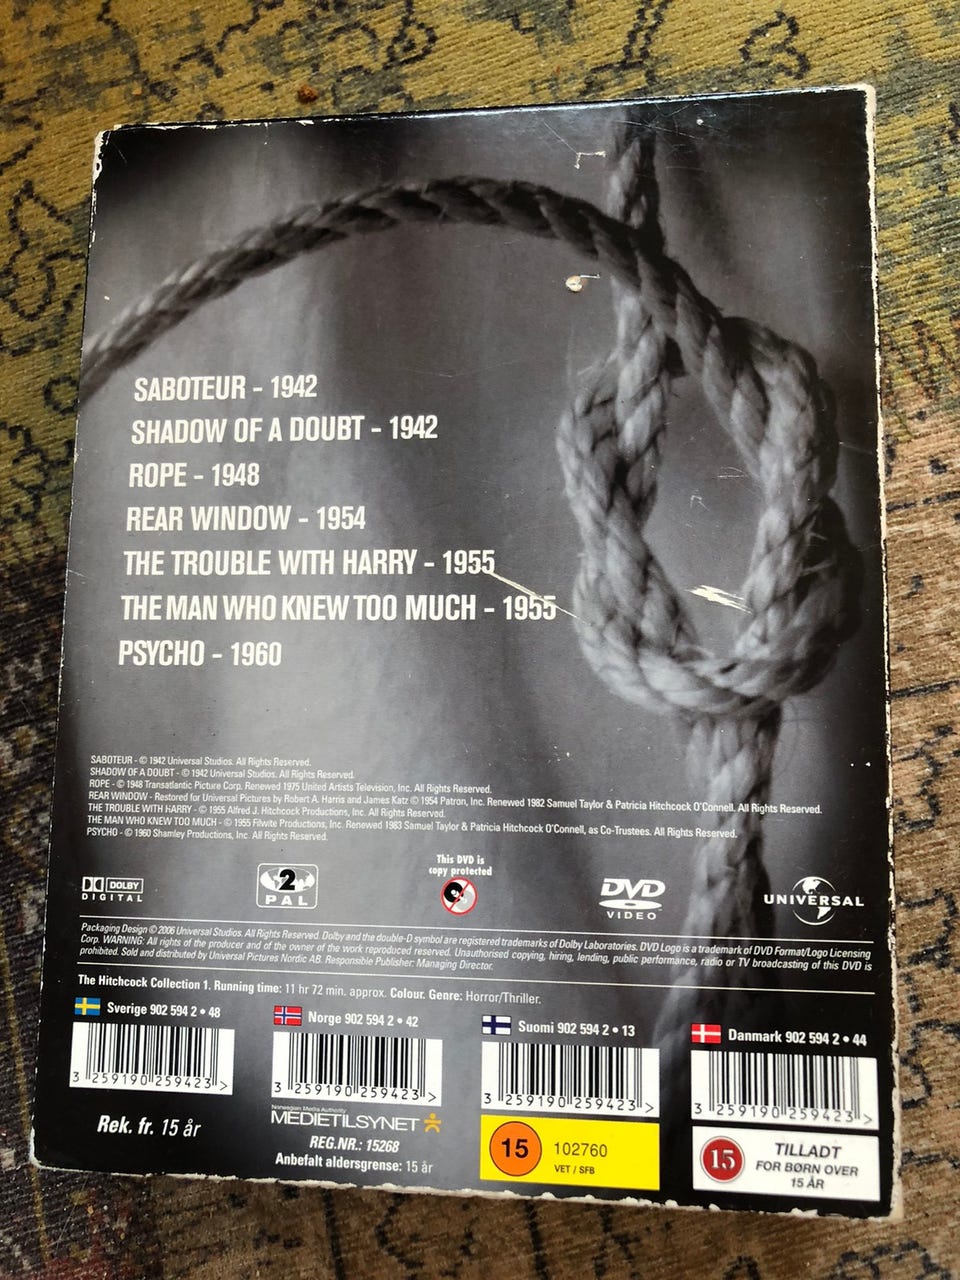 SABOTEUR - 1942
SHADOW OF A DOUBT - 1942
ROPE - 1948
REAR WINDOW - 1954
THE TROUBLE WITH HARRY - 1955
THE MAN WHO KNEW TOO MUCH - 1955
PSYCHO - 1960
SABOTEUR - © 1942 Universal Studios. All Rights Reserved.
SHADOW OF A DOUBT - © 1942 Universal Studios. All Rights Reserved.
ROPE - © 1948 Transatlantic Picture Corp. Renewed 1975 United Artists Television, Inc. All Rights Reserved.
REAR WINDOW - Restored for Universal Pictures by Robert A. Harris and James Katz © 1954 Patron, Inc. Renewed 1982 Samuel Taylor & Patricia Hitchcock O'Connell. All Rights Reserved.
THE TROUBLE WITH HARRY - © 1955 Alfred J. Hitchcock Productions, Inc. All Rights Reserved.
THE MAN WHO KNEW TOO MUCH - © 1955 Filwite Productions, Inc. Renewed 1983 Samuel Taylor & Patricia Hitchcock O'Connell, as Co-Trustees. All Rights Reserved.
PSYCHO - © 1960 Shamley Productions, Inc. All Rights Reserved.
DOLBY
DIGITAL
2
PAL
This DVD is
copy protected
DVD
VIDEO
UNIVERSAL
Packaging Design © 2006 Universal Studios. All Rights Reserved. Dolby and the double-D symbol are registered trademarks of Dolby Laboratories. DVD Logo is a trademark of DVD Format/Logo Licensing
Corp. WARNING: All rights of the producer and of the owner of the work reproduced reserved. Unauthorised copying, hiring, lending, public performance, radio or TV broadcasting of this DVD is
prohibited. Sold and distributed by Universal Pictures Nordic AB. Responsible Publisher: Managing Director.
The Hitchcock Collection 1. Running time: 11 hr 72 min. approx. Colour. Genre: Horror/Thriller.
Sverige 902 594 2 • 48
3 259190 259423 >
Rek. fr. 15 år
Norge 902 594 2 • 42
3 259190 259423 >
Norwegian Media Authority
MEDIETILSYNET
REG.NR.: 15268
Anbefalt aldersgrense: 15 år
Suomi 902 594 2 • 13
3 259190 259423 >
15
102760
VET / SFB
Danmark 902 594 2 • 44
3 259190 259423 >
15
TILLADT
FOR BØRN OVER
15 ÅR